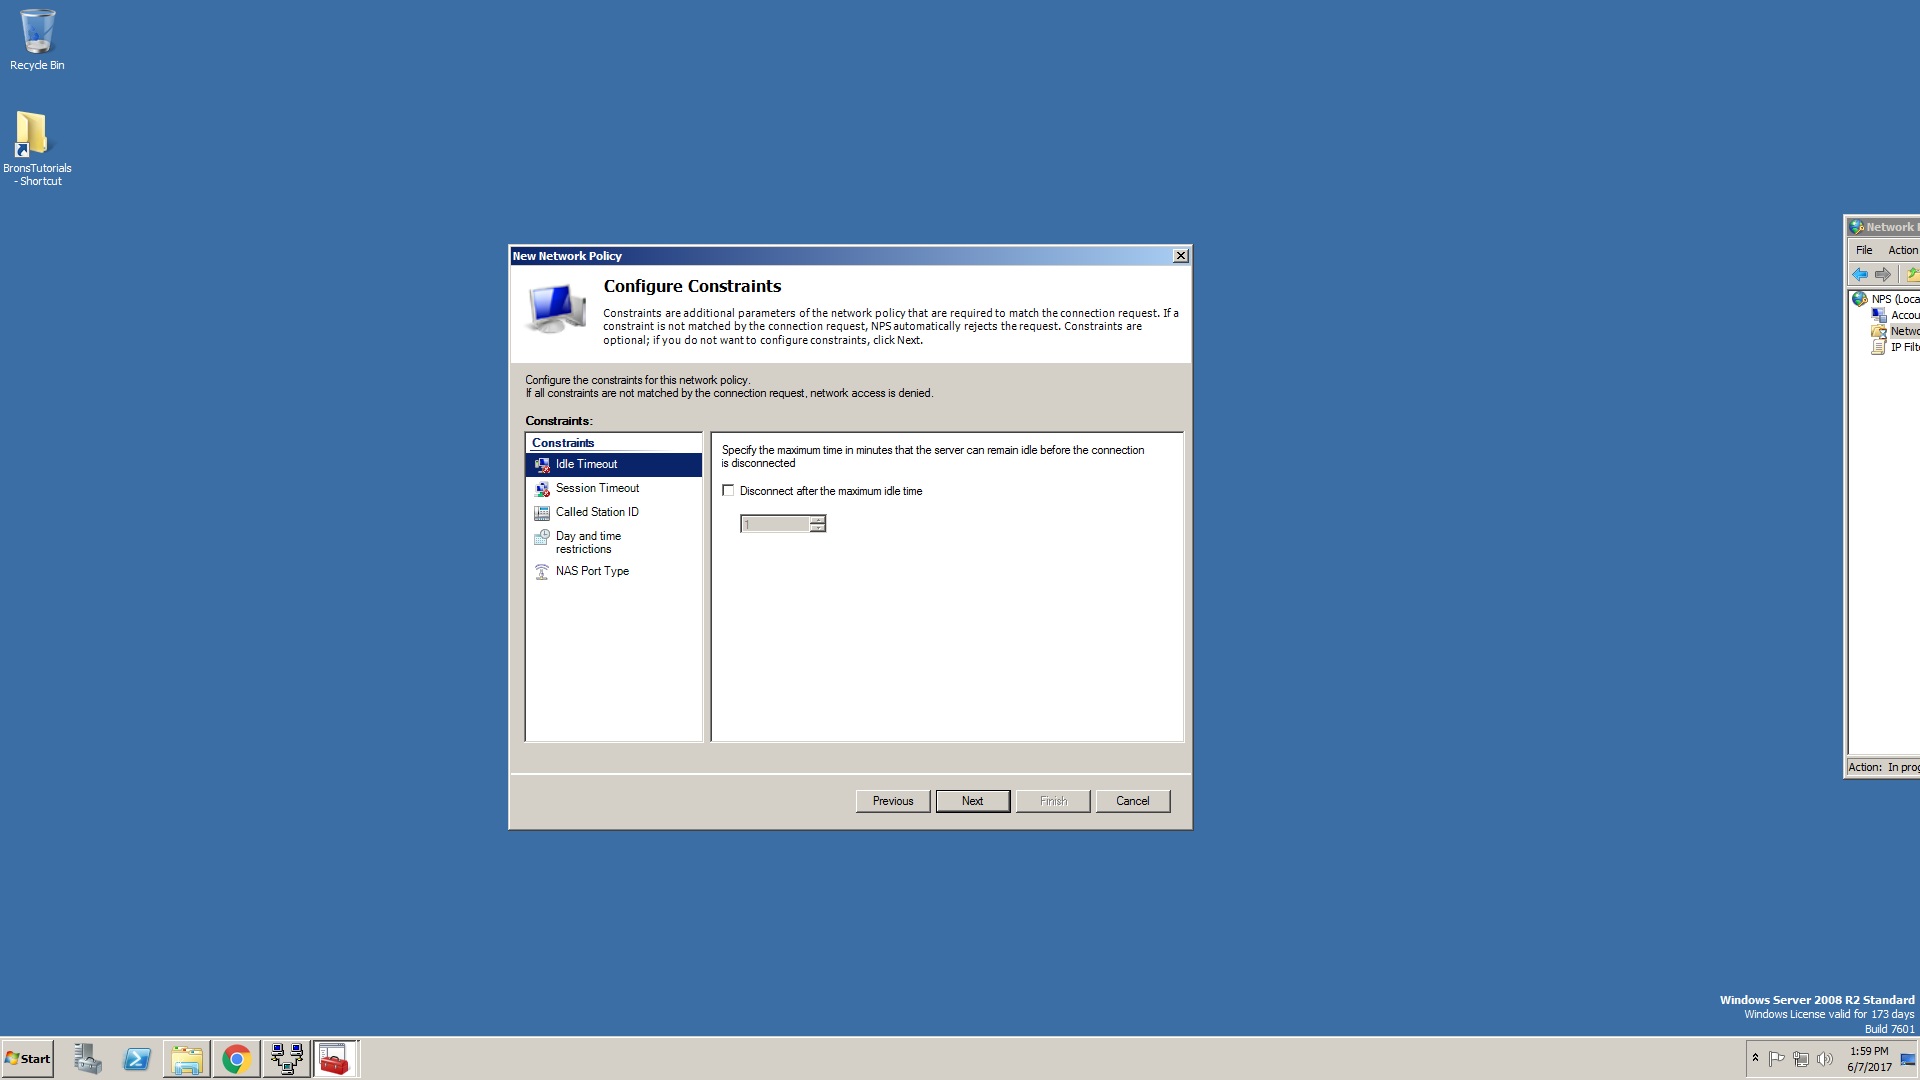 Recycle Bin
BronsTutorials
- Shortcut
New Network Policy
Configure Constraints
Constraints are additional parameters of the network policy that are required to match the connection request. If a
constraint is not matched by the connection request, NPS automatically rejects the request. Constraints are
optional; if you do not want to configure constraints, click Next.
Configure the constraints for this network policy.
If all constraints are not matched by the connection request, network access is denied.
Constraints:
Constraints
Idle Timeout
Session Timeout
Called Station ID
Day and time
restrictions
NAS Port Type
Specify the maximum time in minutes that the server can remain idle before the connection
is disconnected
Disconnect after the maximum idle time
1
Previous
Next
Finish
Cancel
Network
File Action
NPS (Loca
Accou
Netwo
IP Filte
Action: In prog
Windows Server 2008 R2 Standard
Windows License valid for 173 days
Build 7601
Start
1:59 PM
6/7/2017